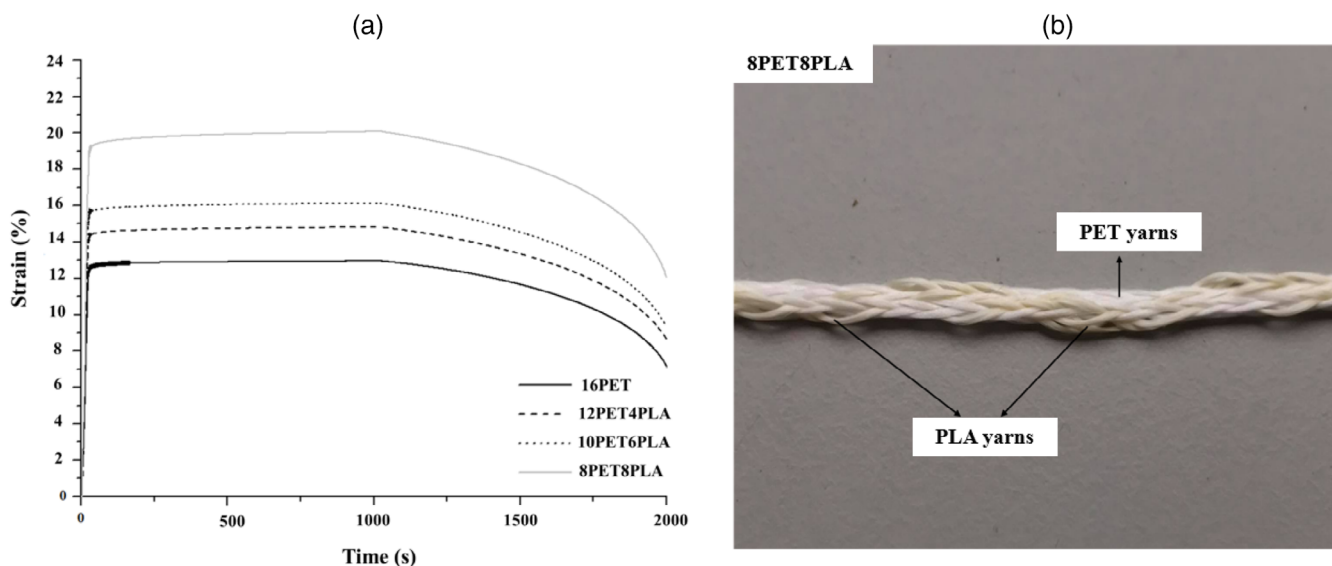 (a)
24
22
20
18
16
14
12
10
8
6
4
2
0
Strain (%)
0
500
1000
1500
2000
Time (s)
16PET
12PET4PLA
10PET6PLA
8PET8PLA
(b)
8PET8PLA
PET yarns
PLA yarns